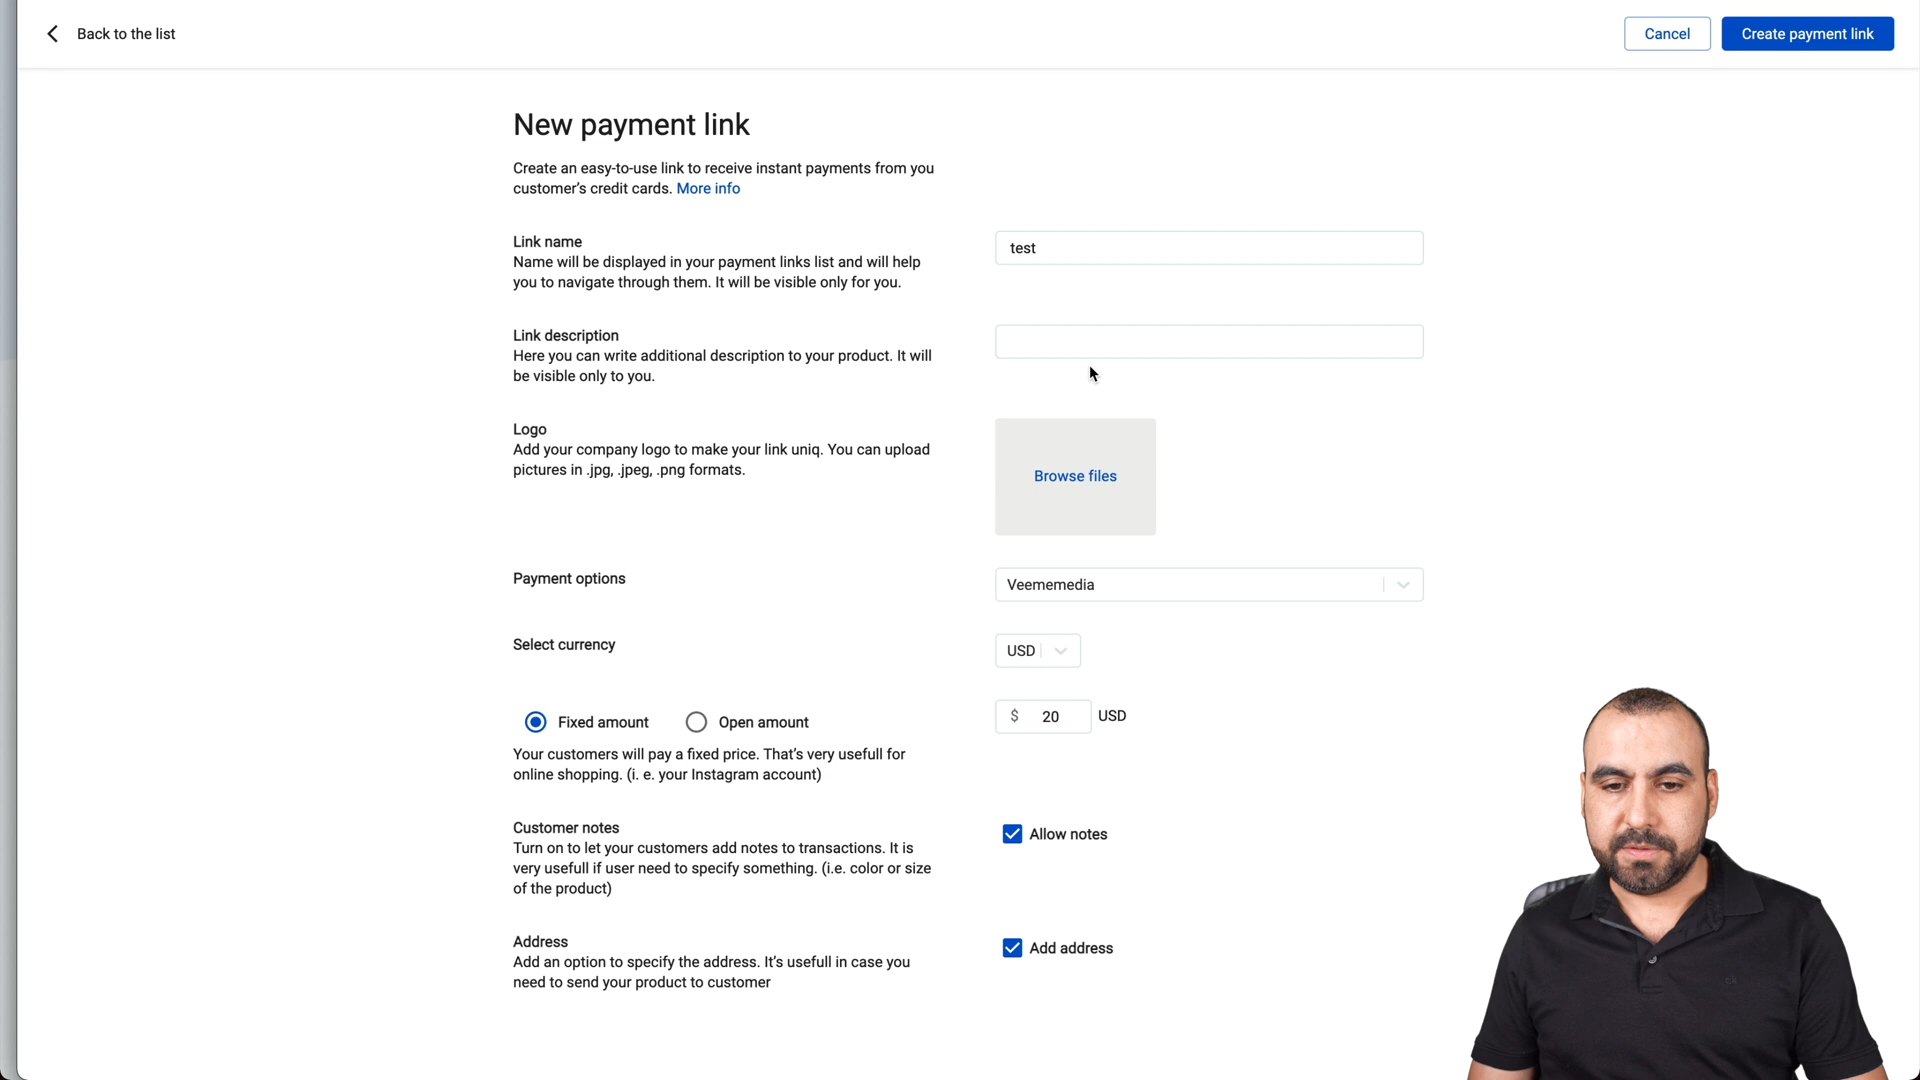 Back to the list
Cancel
Create payment link
New payment link
Create an easy-to-use link to receive instant payments from you
customer's credit cards. More info
Link name
Name will be displayed in your payment links list and will help
you to navigate through them. It will be visible only for you.
test
Link description
Here you can write additional description to your product. It will
be visible only to you.
Logo
Add your company logo to make your link uniq. You can upload
pictures in .jpg, .jpeg, .png formats.
Browse files
Payment options
Veememedia
Select currency
USD
Fixed amount
Open amount
$ 20 USD
Your customers will pay a fixed price. That's very usefull for
online shopping. (i. e. your Instagram account)
Customer notes
Turn on to let your customers add notes to transactions. It is
very usefull if user need to specify something. (i.e. color or size
of the product)
Allow notes
Address
Add an option to specify the address. It's usefull in case you
need to send your product to customer
Add address